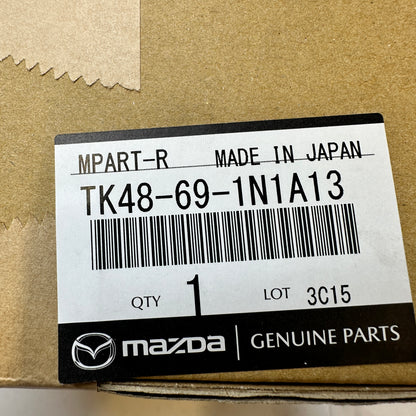 MPART-R MADE IN JAPAN
TK48-69-1N1A13
QTY 1 LOT 3C15
mazda GENUINE PARTS